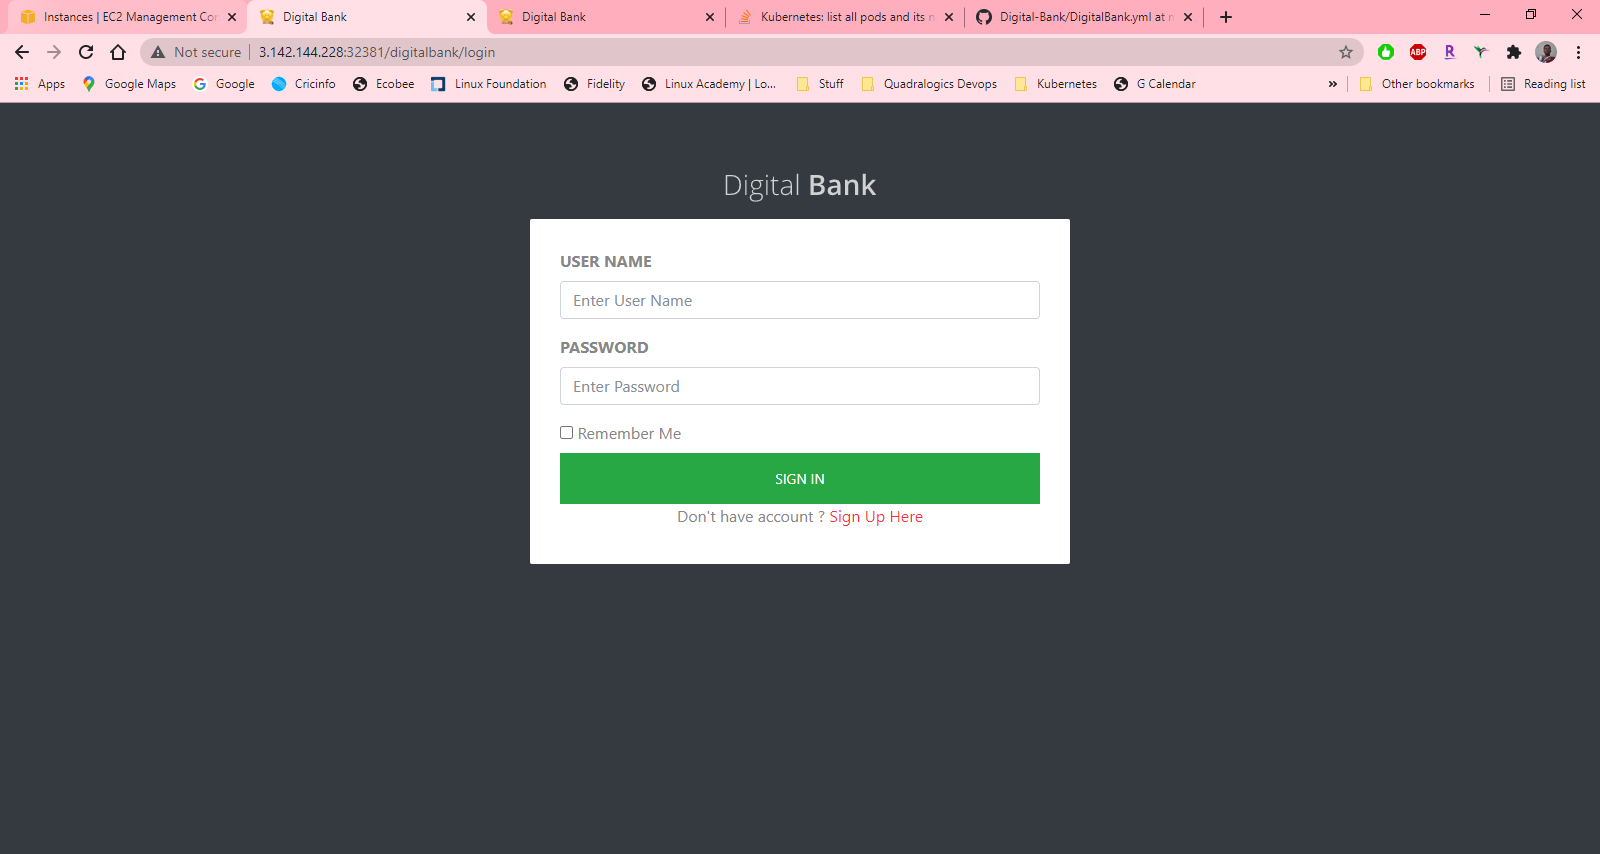 Instances | EC2 Management Con
Digital Bank
Digital Bank
Kubernetes: list all pods and its n
Digital-Bank/DigitalBank.yml at m
Not secure
3.142.144.228:32381/digitalbank/login
ABP
R
Apps
Google Maps
Google
Cricinfo
Ecobee
Linux Foundation
Fidelity
Linux Academy | Lo...
Stuff
Quadralogics Devops
Kubernetes
G Calendar
»
Other bookmarks
Reading list
Digital Bank
USER NAME
Enter User Name
PASSWORD
Enter Password
Remember Me
SIGN IN
Don't have account ? Sign Up Here